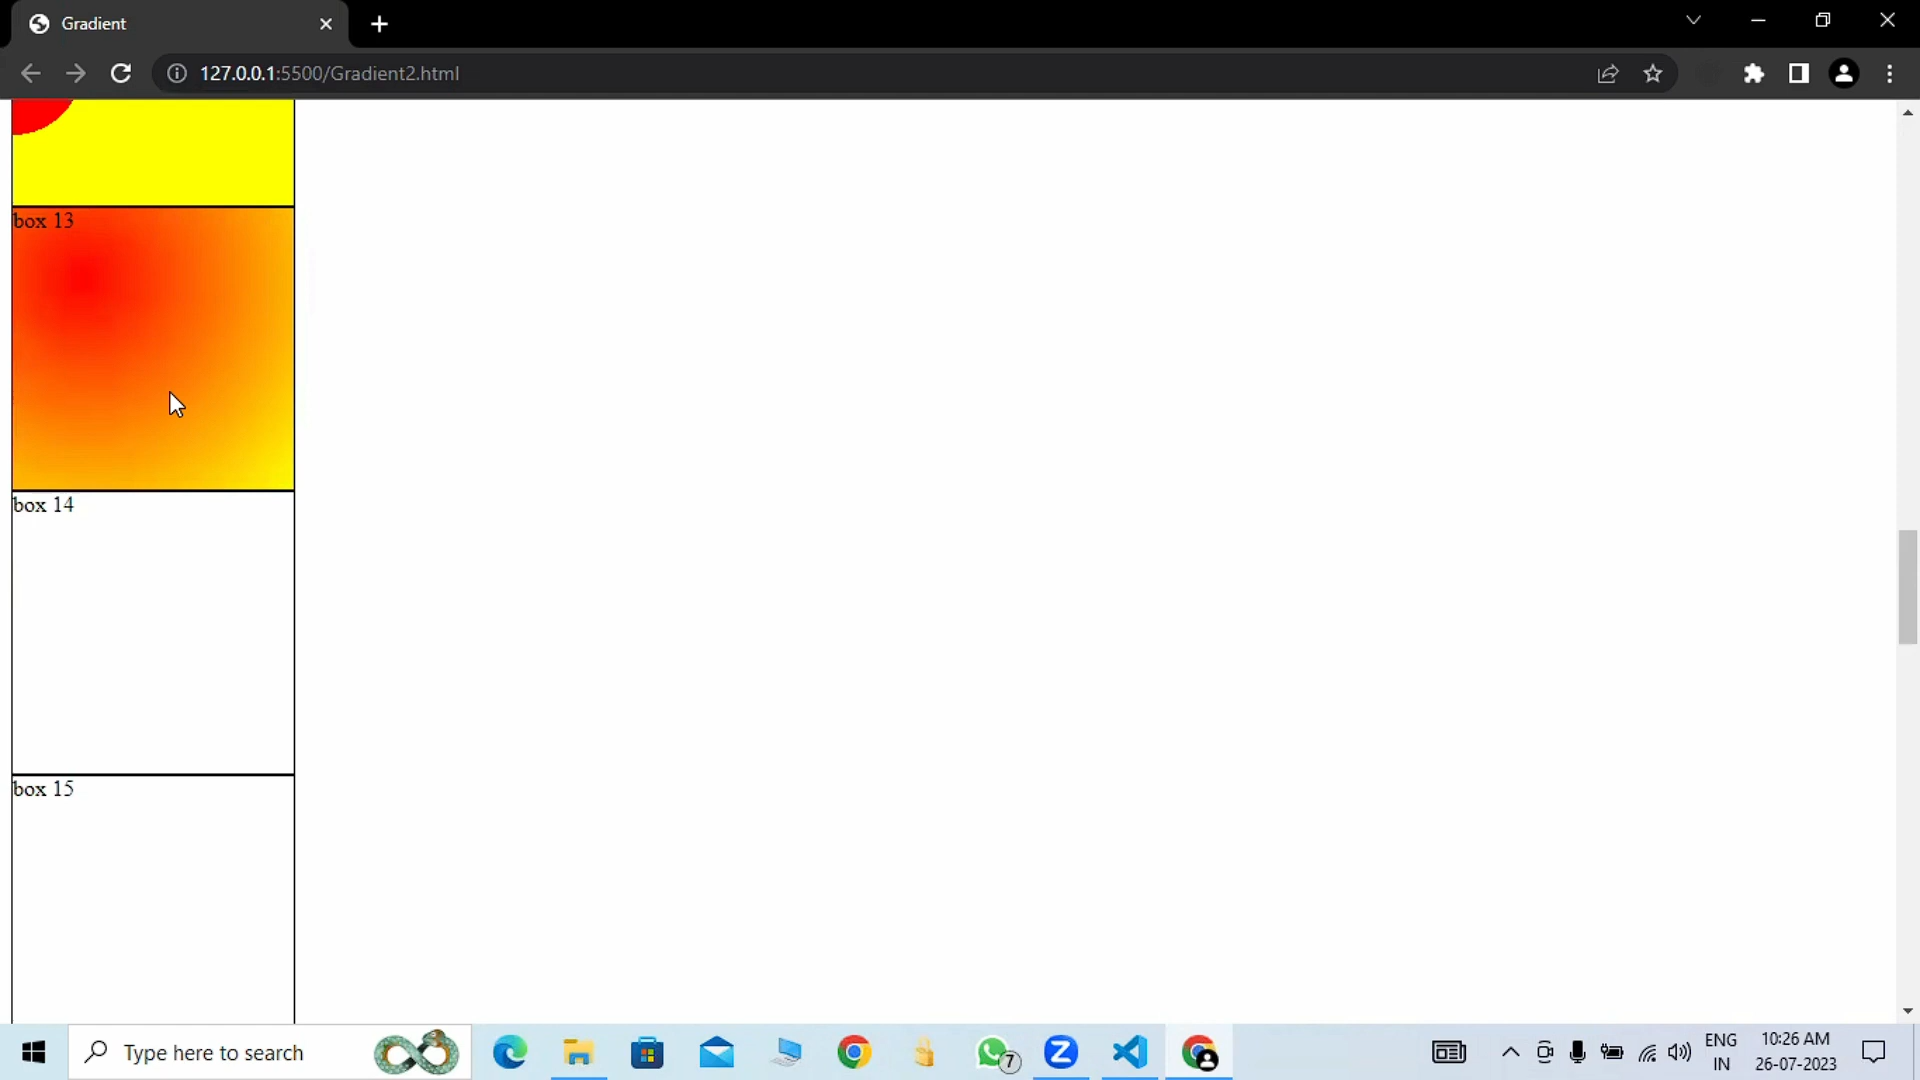 Gradient
127.0.0.1:5500/Gradient2.html
box 13
box 14
box 15
Type here to search
7
ENG
IN
10:26 AM
26-07-2023